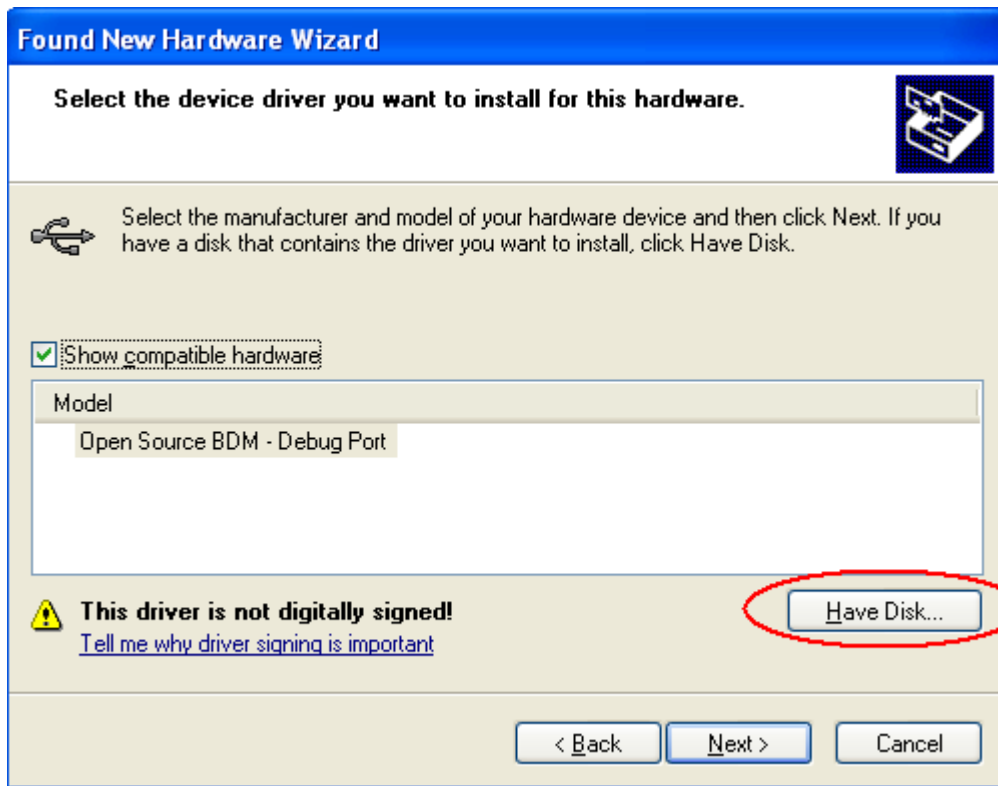 Found New Hardware Wizard
Select the device driver you want to install for this hardware.
Select the manufacturer and model of your hardware device and then click Next. If you
have a disk that contains the driver you want to install, click Have Disk.
Show compatible hardware
Model
Open Source BDM - Debug Port
This driver is not digitally signed!
Have Disk...
Tell me why driver signing is important
< Back
Next >
Cancel